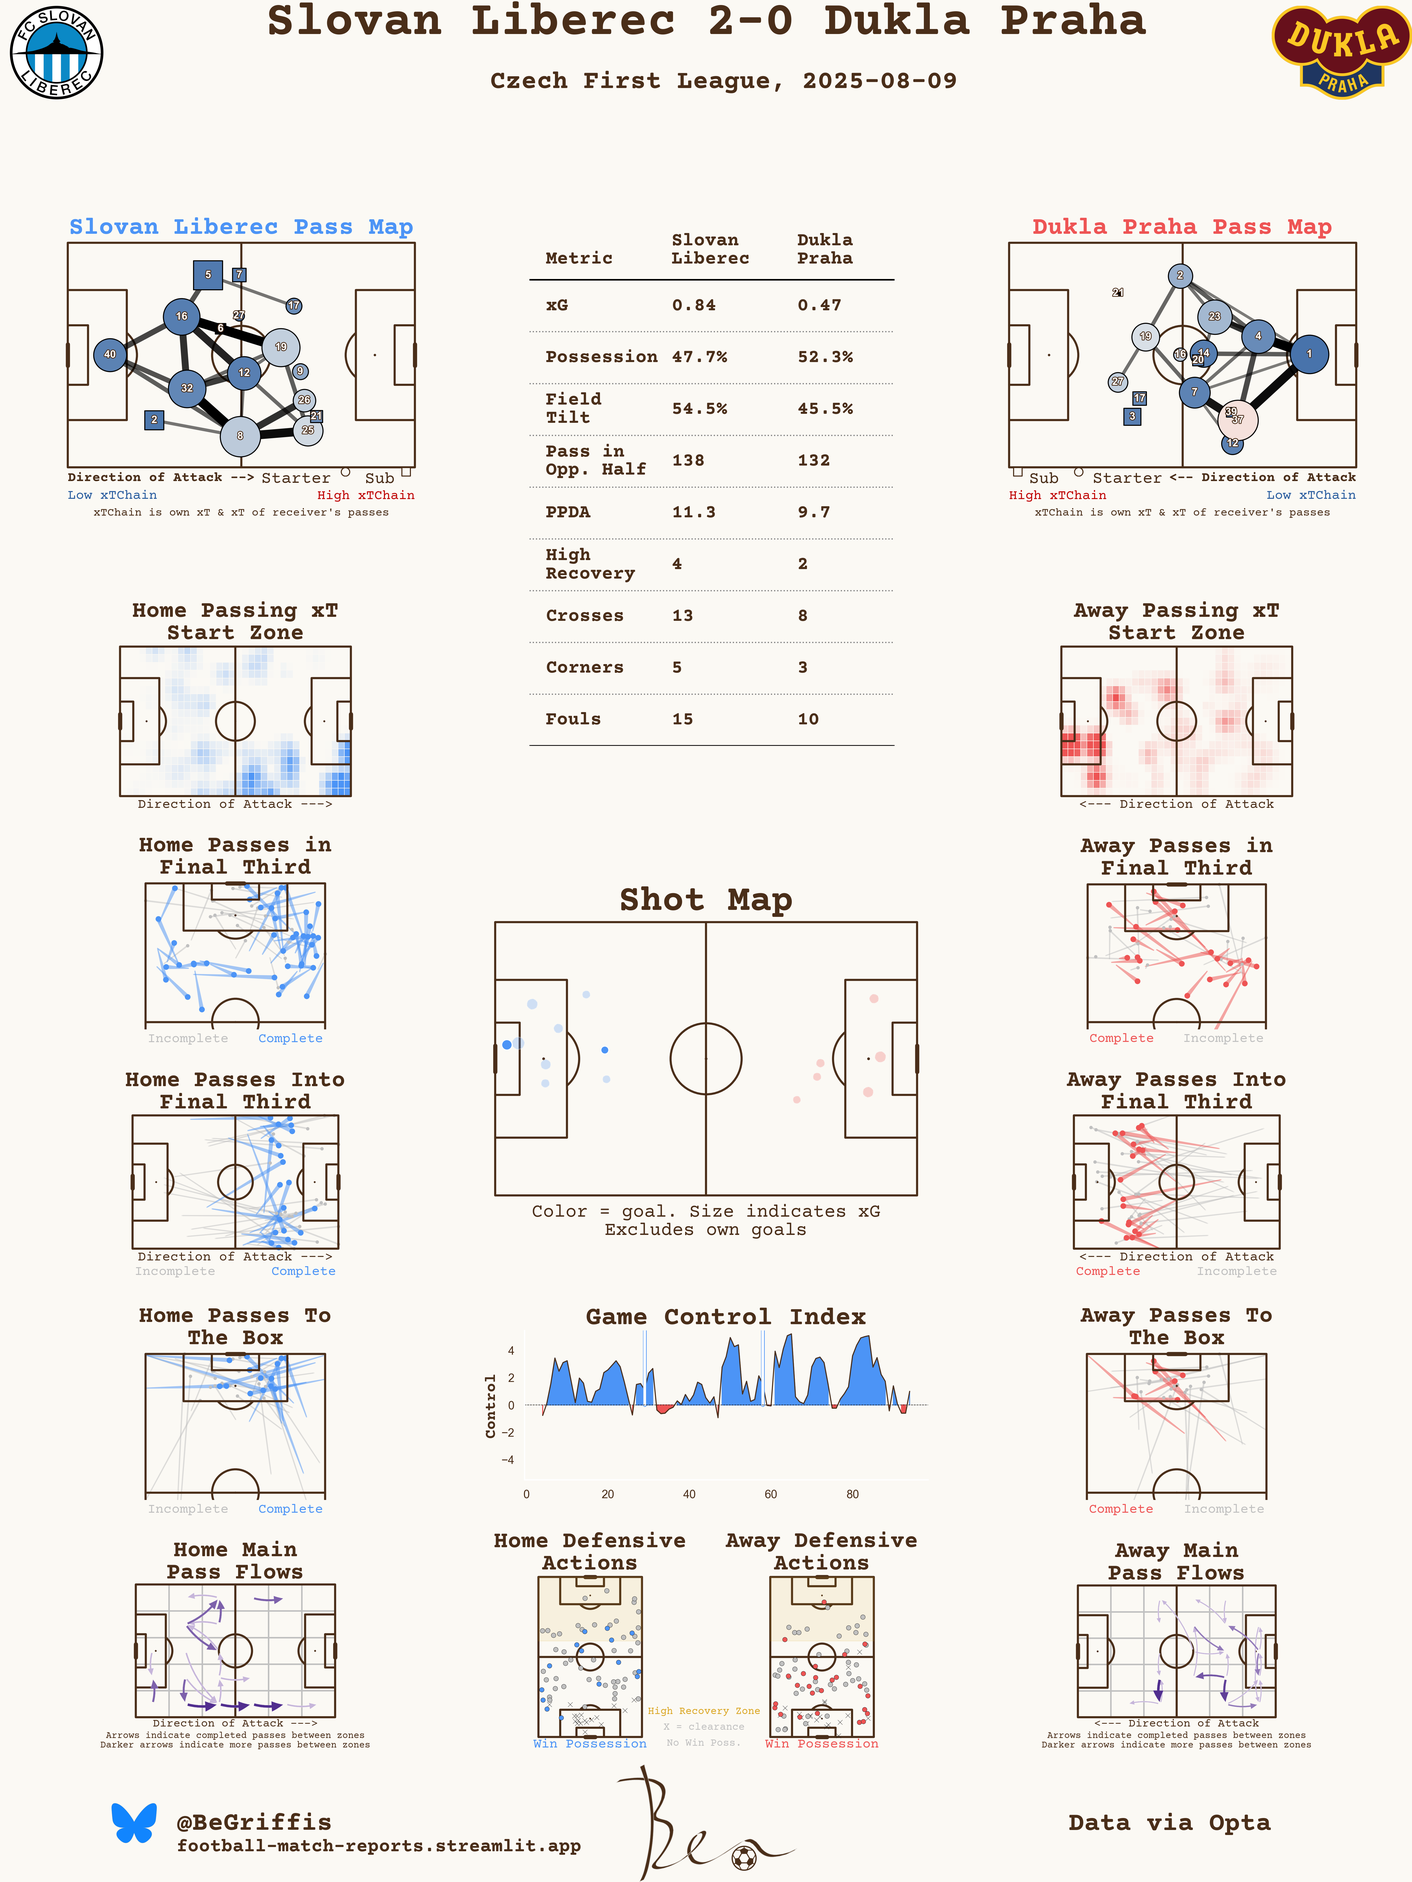 Slovan Liberec 2-0 Dukla Praha
Czech First League, 2025-08-09
FC SLOVAN
LIBEREC
DUKLA
PRAHA
Slovan Liberec Pass Map
5
7
17
16
27
6
19
40
12
9
32
26
2
21
8
25
Direction of Attack --> Starter Sub
Low xTChain High xTChain
xTChain is own xT & xT of receiver's passes
Metric Slovan Liberec Dukla Praha
xG 0.84 0.47
Possession 47.7% 52.3%
Field Tilt 54.5% 45.5%
Pass in Opp. Half 138 132
PPDA 11.3 9.7
High Recovery 4 2
Crosses 13 8
Corners 5 3
Fouls 15 10
Dukla Praha Pass Map
2
21
23
19
4
16
14
20
1
27
7
17
3
39
37
12
Sub Starter <-- Direction of Attack
High xTChain Low xTChain
xTChain is own xT & xT of receiver's passes
Home Passing xT
Start Zone
Direction of Attack --->
Away Passing xT
Start Zone
<--- Direction of Attack
Home Passes in
Final Third
Incomplete Complete
Away Passes in
Final Third
Complete Incomplete
Shot Map
Color = goal. Size indicates xG
Excludes own goals
Home Passes Into
Final Third
Direction of Attack --->
Incomplete Complete
Away Passes Into
Final Third
<--- Direction of Attack
Complete Incomplete
Home Passes To
The Box
Incomplete Complete
Game Control Index
Control
4
2
0
−2
−4
0 20 40 60 80
Away Passes To
The Box
Complete Incomplete
Home Main
Pass Flows
Direction of Attack --->
Arrows indicate completed passes between zones
Darker arrows indicate more passes between zones
Home Defensive
Actions
Win Possession
High Recovery Zone
X = clearance
No Win Poss.
Away Defensive
Actions
Win Possession
Away Main
Pass Flows
<--- Direction of Attack
Arrows indicate completed passes between zones
Darker arrows indicate more passes between zones
@BeGriffis
football-match-reports.streamlit.app
Ben
Data via Opta